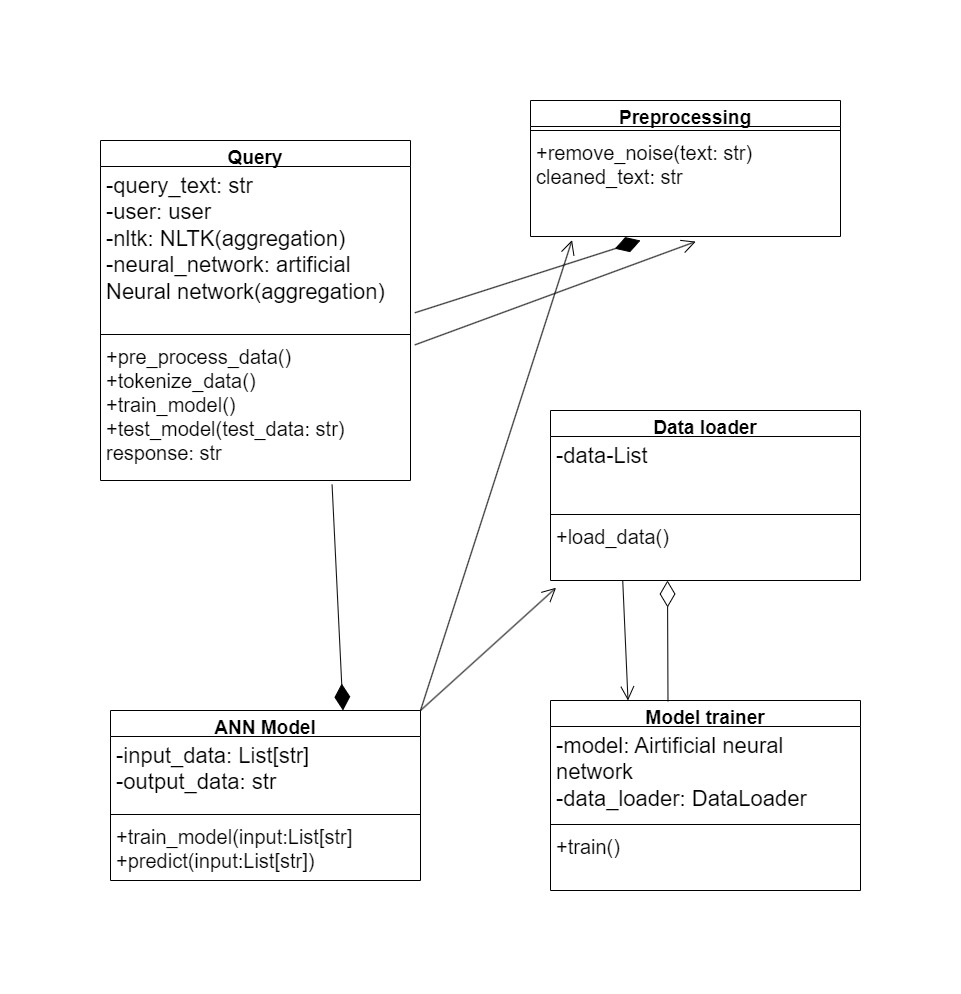 Query
-query_text: str
-user: user
-nltk: NLTK(aggregation)
-neural_network: artificial
Neural network(aggregation)
+pre_process_data()
+tokenize_data()
+train_model()
+test_model(test_data: str)
response: str
Preprocessing
+remove_noise(text: str)
cleaned_text: str
Data loader
-data-List
+load_data()
ANN Model
-input_data: List[str]
-output_data: str
+train_model(input:List[str]
+predict(input:List[str])
Model trainer
-model: Airtificial neural
network
-data_loader: DataLoader
+train()